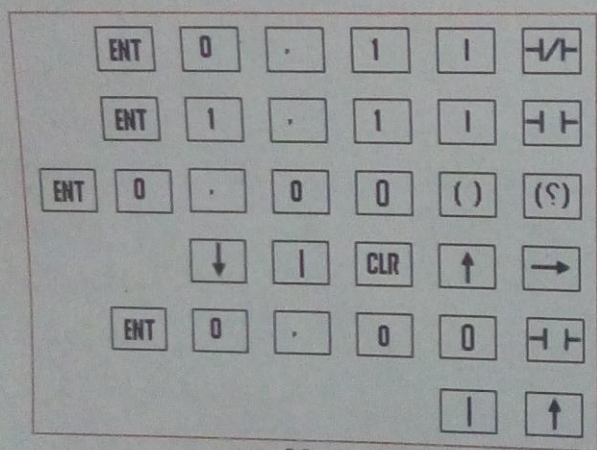 ENT 0 . 1 | ⊣/⊢
ENT 1 . 1 | ⊣ ⊢
ENT 0 . 0 0 ( ) (؟)
↓ | CLR ↑ →
ENT 0 . 0 0 ⊣ ⊢
| ↑